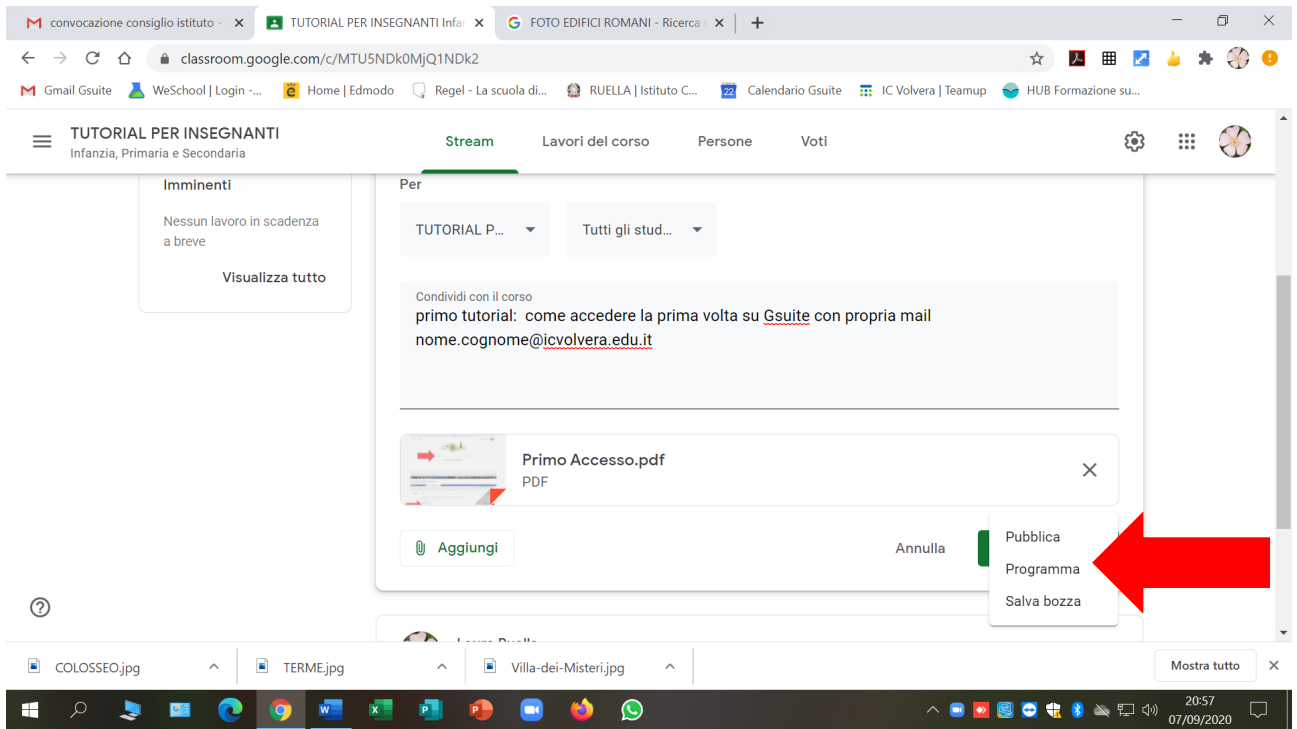 convocazione consiglio istituto -
TUTORIAL PER INSEGNANTI Infan
FOTO EDIFICI ROMANI - Ricerca
classroom.google.com/c/MTU5NDk0MjQ1NDk2
Gmail Gsuite
WeSchool | Login -...
Home | Edmodo
Regel - La scuola di...
RUELLA | Istituto C...
22
Calendario Gsuite
IC Volvera | Teamup
HUB Formazione su...
TUTORIAL PER INSEGNANTI
Infanzia, Primaria e Secondaria
Stream
Lavori del corso
Persone
Voti
Imminenti
Nessun lavoro in scadenza
a breve
Visualizza tutto
Per
TUTORIAL P...
Tutti gli stud...
Condividi con il corso
primo tutorial: come accedere la prima volta su Gsuite con propria mail
nome.cognome@icvolvera.edu.it
Primo Accesso.pdf
PDF
Aggiungi
Annulla
Pubblica
Programma
Salva bozza
COLOSSEO.jpg
TERME.jpg
Villa-dei-Misteri.jpg
Mostra tutto
20:57
07/09/2020